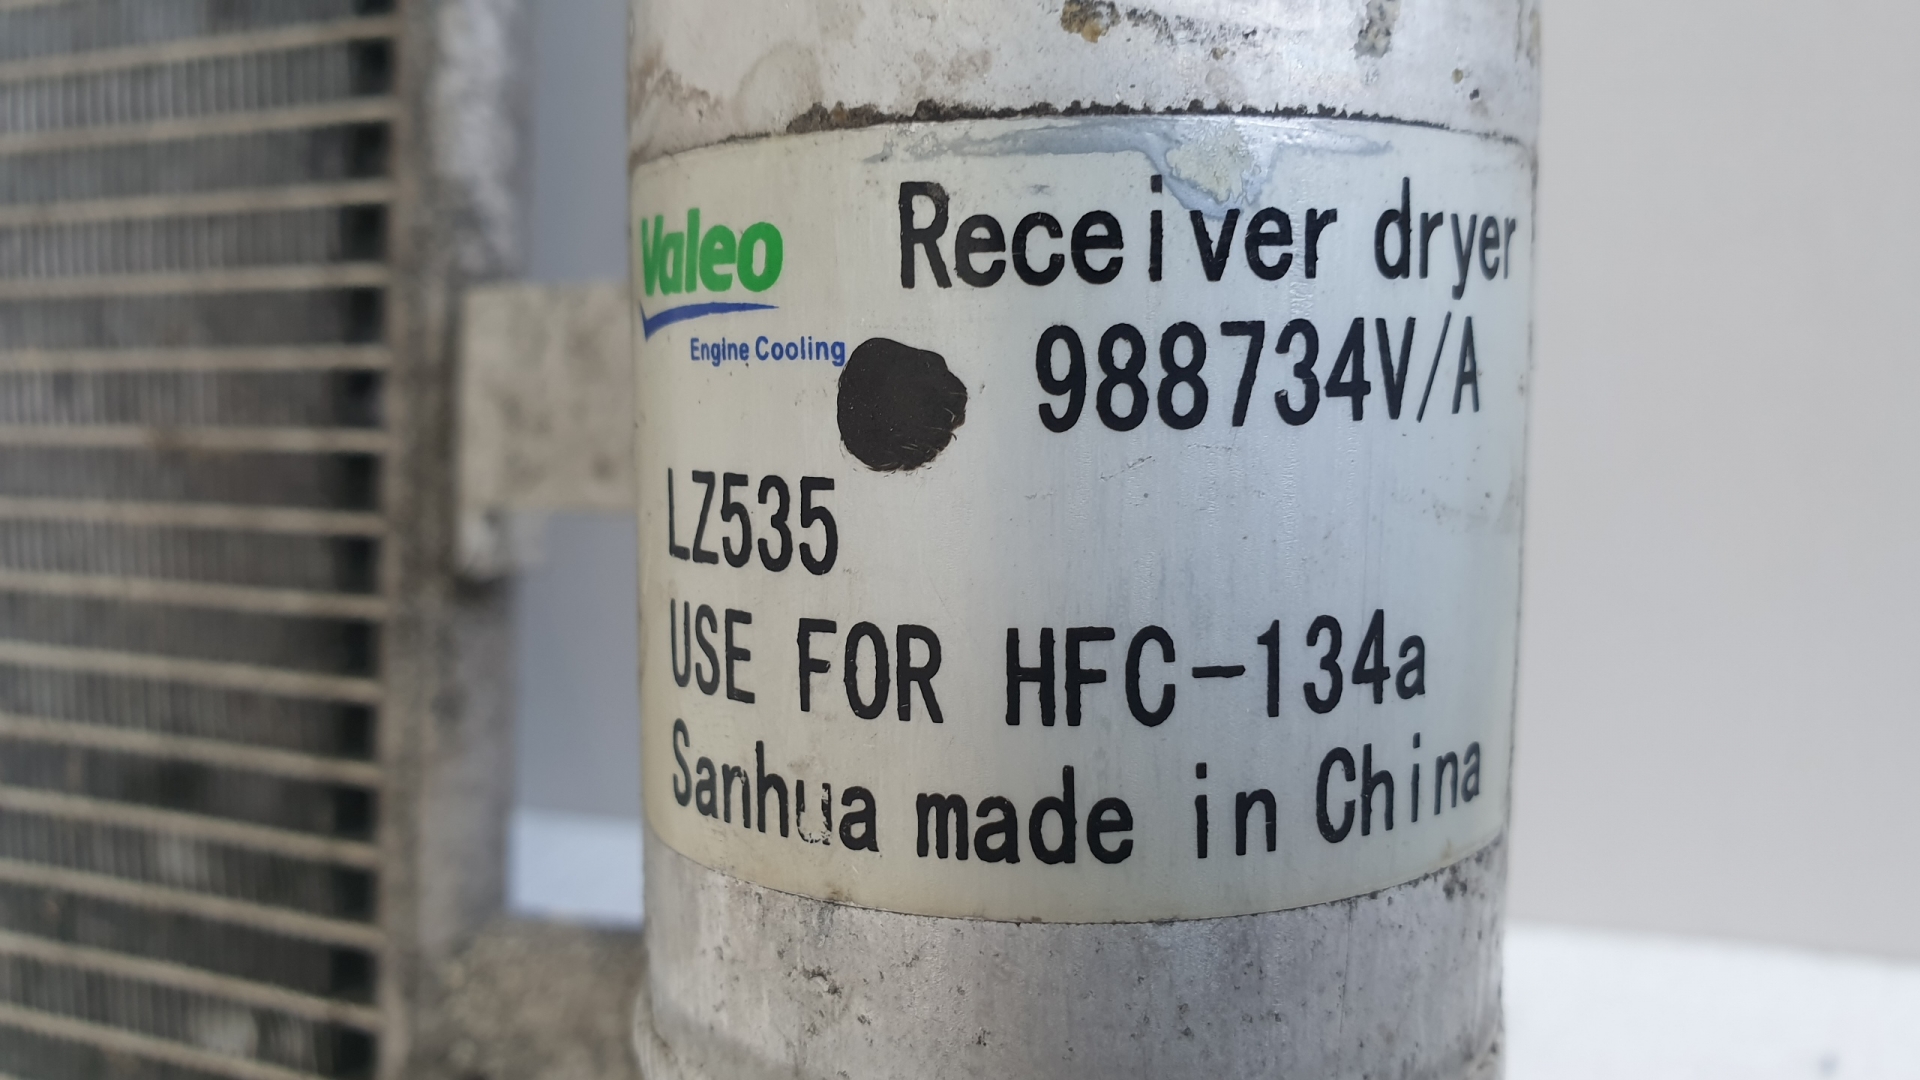 Valeo
Receiver dryer
Engine Cooling
988734V/A
LZ535
USE FOR HFC-134a
Sanhua made in China